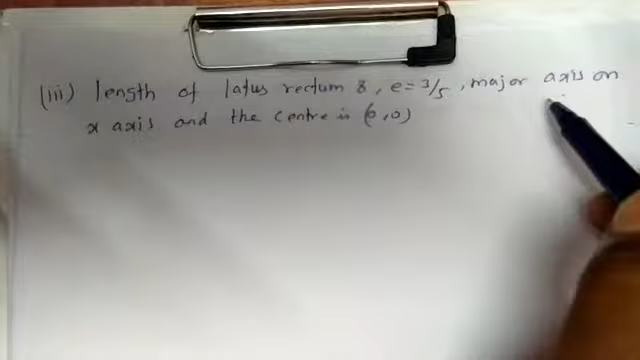 (iii) length of latus rectum 8, e = 3/5, major axis on
x axis and the centre is (0,0)